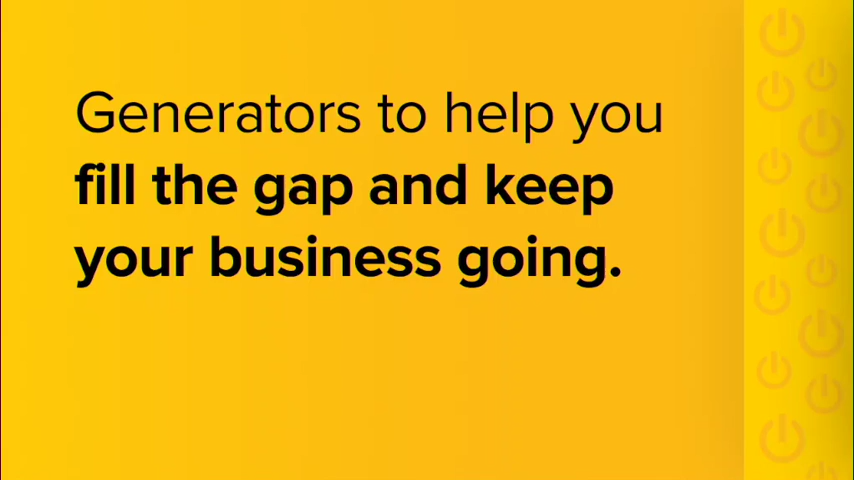 Generators to help you
fill the gap and keep
your business going.